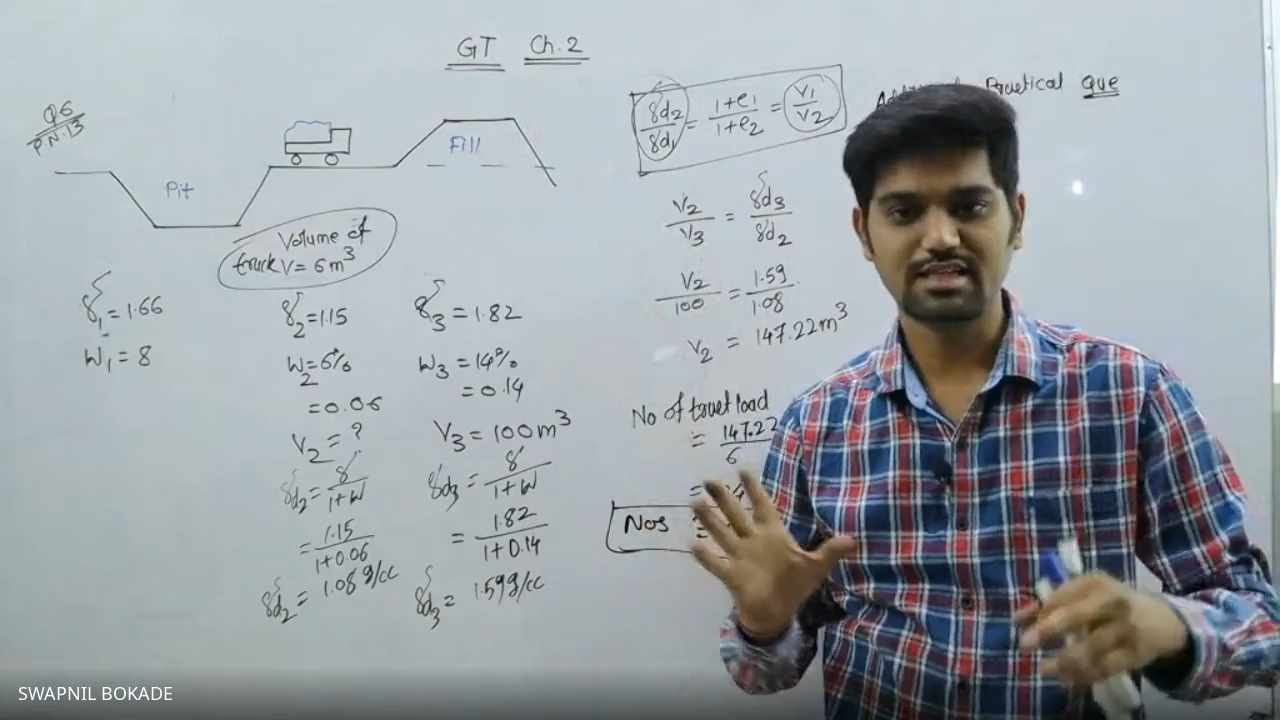 GT Ch.2
Q6
P.N.13
Pit
Fill
Volume of
truck V = 6m³
γ₁ = 1.66
W₁ = 8
γ₂ = 1.15
W₂ = 6%
= 0.06
V₂ = ?
γd₂ = γ / 1+W
= 1.15 / 1+0.06
γd₂ = 1.08 g/cc
γ₃ = 1.82
W₃ = 14%
= 0.14
V₃ = 100m³
γd₃ = γ / 1+W
= 1.82 / 1+0.14
γd₃ = 1.59g/cc
γd₂ / γd₁ = 1+e₁ / 1+e₂ = V₁ / V₂
Practical Que
V₂ / V₃ = γd₃ / γd₂
V₂ / 100 = 1.59 / 1.08
V₂ = 147.22m³
No of load
= 147.22 / 6
=
Nos
SWAPNIL BOKADE